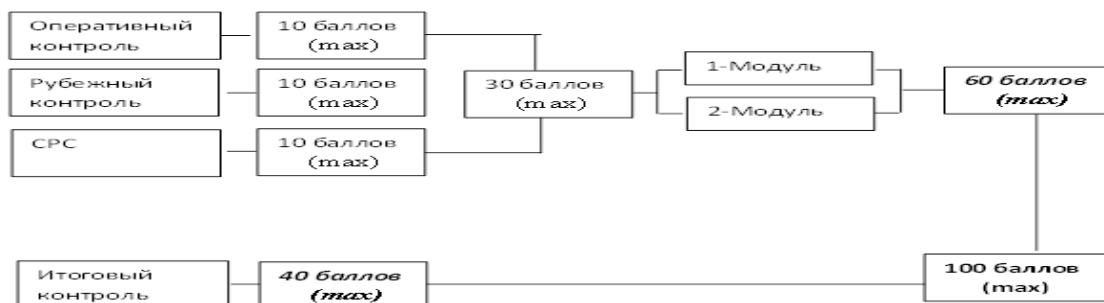 Оперативный
контроль
10 баллов
(max)
Рубежный
контроль
10 баллов
(max)
СРС
10 баллов
(max)
30 баллов
(max)
1-Модуль
2-Модуль
60 баллов
(max)
Итоговый
контроль
40 баллов
(max)
100 баллов
(max)